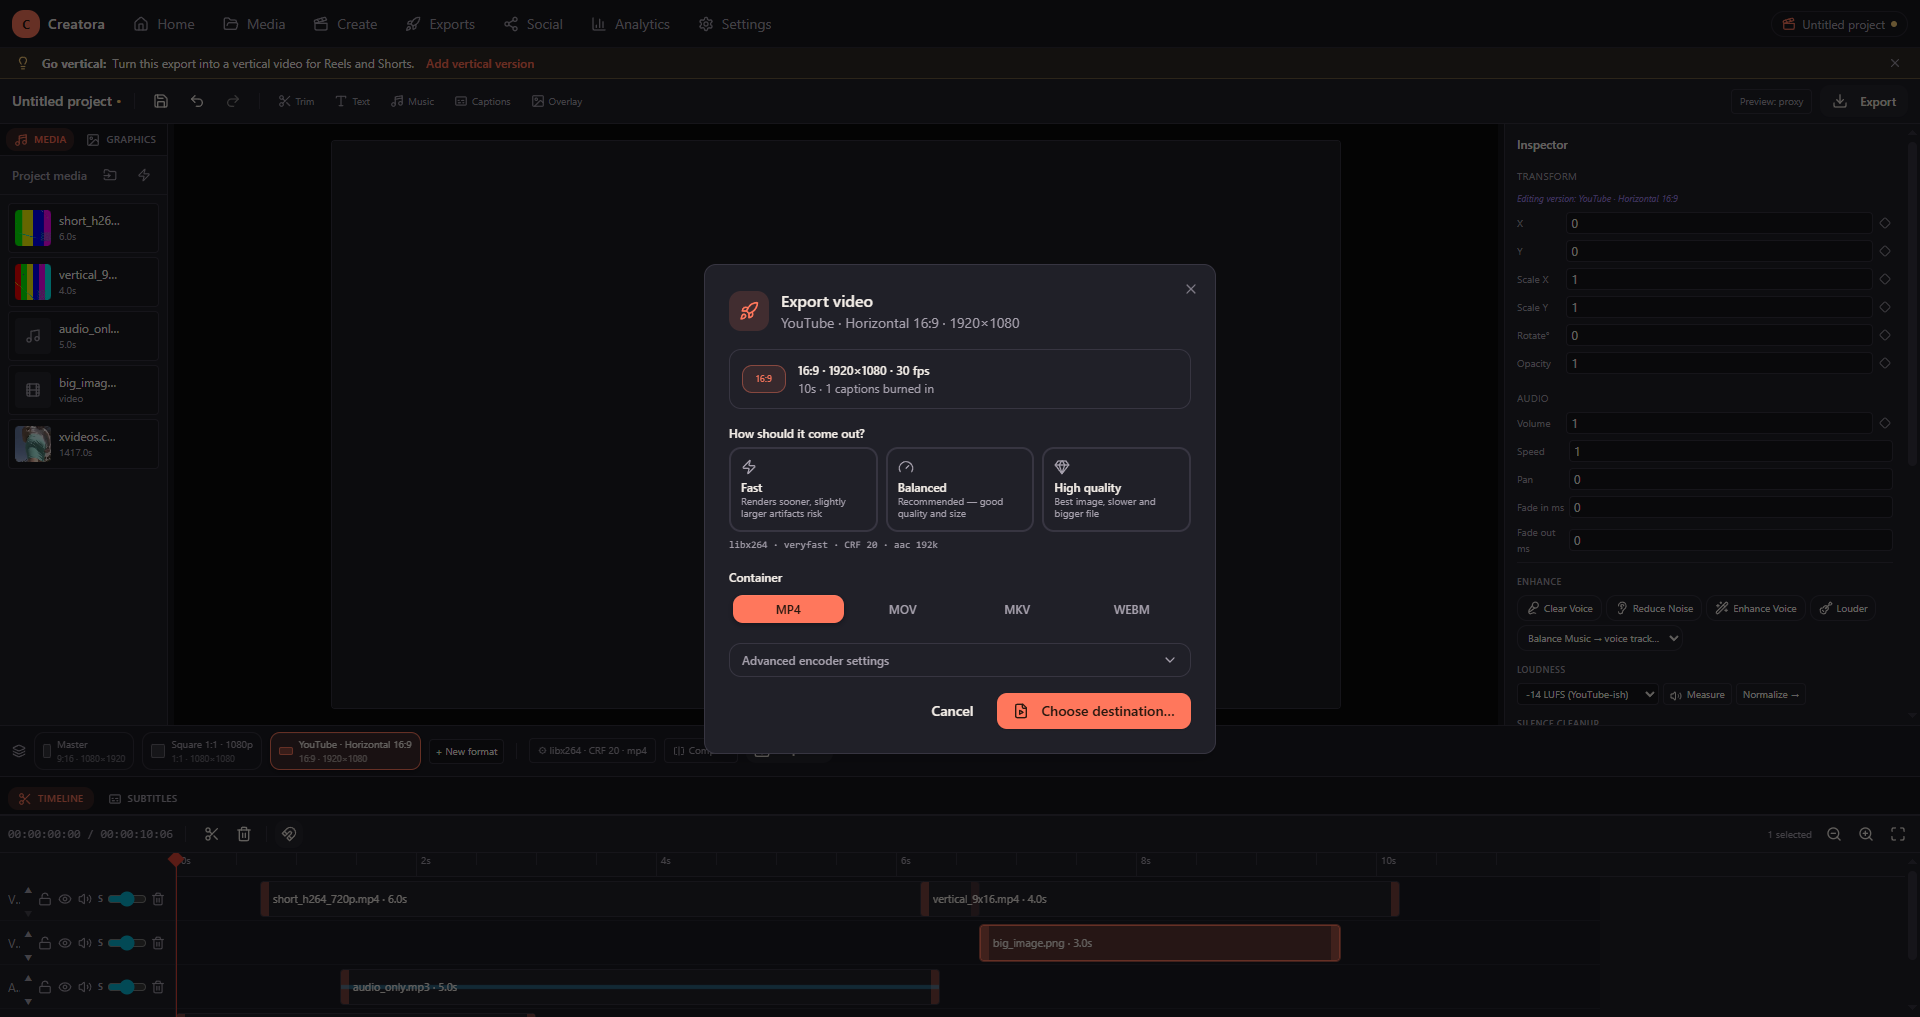 C Creatora Home Media Create Exports Social Analytics Settings Untitled project
Go vertical: Turn this export into a vertical video for Reels and Shorts. Add vertical version
Untitled project Trim Text Music Captions Overlay Preview: proxy Export
MEDIA GRAPHICS
Project media
short_h26...
6.0s
vertical_9...
4.0s
audio_onl...
5.0s
big_imag...
video
xvideos.c...
1417.0s
Export video
YouTube · Horizontal 16:9 · 1920×1080
16:9
16:9 · 1920×1080 · 30 fps
10s · 1 captions burned in
How should it come out?
Fast
Renders sooner, slightly
larger artifacts risk
Balanced
Recommended — good
quality and size
High quality
Best image, slower and
bigger file
libx264 · veryfast · CRF 20 · aac 192k
Container
MP4 MOV MKV WEBM
Advanced encoder settings
Cancel Choose destination...
Inspector
TRANSFORM
Editing version: YouTube · Horizontal 16:9
X 0
Y 0
Scale X 1
Scale Y 1
Rotate° 0
Opacity 1
AUDIO
Volume 1
Speed 1
Pan 0
Fade in ms 0
Fade out
ms 0
ENHANCE
Clear Voice Reduce Noise Enhance Voice Louder
Balance Music → voice track...
LOUDNESS
-14 LUFS (YouTube-ish) Measure Normalize →
SILENCE CLEANUP
Master
9:16 · 1080×1920
Square 1:1 · 1080p
1:1 · 1080×1080
YouTube · Horizontal 16:9
16:9 · 1920×1080
+ New format
libx264 · CRF 20 · mp4
TIMELINE SUBTITLES
00:00:00:00 / 00:00:10:06 1 selected
0s 2s 4s 6s 8s 10s
V.. S short_h264_720p.mp4 · 6.0s vertical_9x16.mp4 · 4.0s
V.. S big_image.png · 3.0s
A.. S audio_only.mp3 · 5.0s